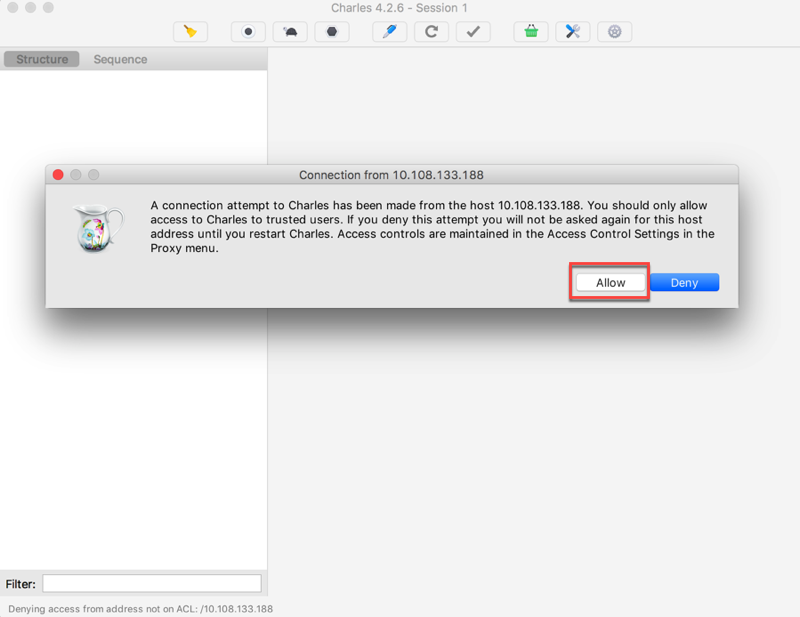 Charles 4.2.6 - Session 1
Structure
Sequence
Connection from 10.108.133.188
A connection attempt to Charles has been made from the host 10.108.133.188. You should only allow
access to Charles to trusted users. If you deny this attempt you will not be asked again for this host
address until you restart Charles. Access controls are maintained in the Access Control Settings in the
Proxy menu.
Allow
Deny
Filter:
Denying access from address not on ACL: /10.108.133.188